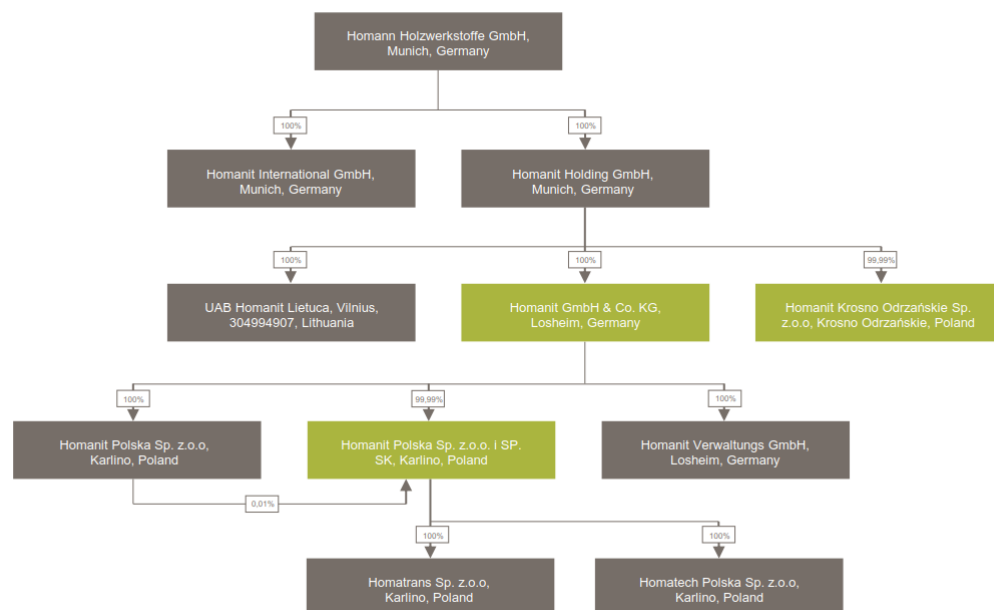 Homann Holzwerkstoffe GmbH,
Munich, Germany
100%
100%
Homanit International GmbH,
Munich, Germany
Homanit Holding GmbH,
Munich, Germany
100%
100%
99,99%
UAB Homanit Lietuca, Vilnius,
304994907, Lithuania
Homanit GmbH & Co. KG,
Losheim, Germany
Homanit Krosno Odrzańskie Sp.
z.o.o, Krosno Odrzańskie, Poland
100%
99,99%
100%
Homanit Polska Sp. z.o.o,
Karlino, Poland
Homanit Polska Sp. z.o.o. i SP.
SK, Karlino, Poland
Homanit Verwaltungs GmbH,
Losheim, Germany
0,01%
100%
100%
Homatrans Sp. z.o.o,
Karlino, Poland
Homatech Polska Sp. z.o.o,
Karlino, Poland